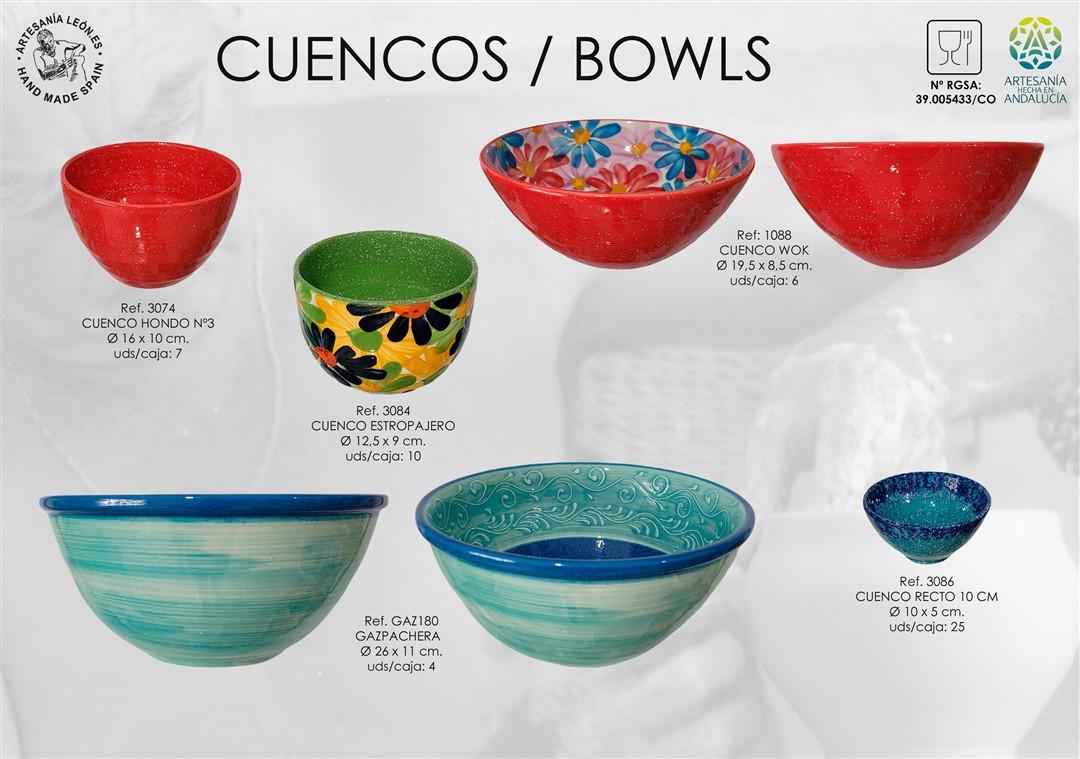 ARTESANÍA LEÓN.ES
HAND MADE SPAIN
CUENCOS / BOWLS
Nº RGSA:
39.005433/CO
ARTESANÍA
HECHA EN
ANDALUCÍA
Ref. 3074
CUENCO HONDO Nº3
Ø 16 x 10 cm.
uds/caja: 7
Ref: 1088
CUENCO WOK
Ø 19,5 x 8,5 cm.
uds/caja: 6
Ref. 3084
CUENCO ESTROPAJERO
Ø 12,5 x 9 cm.
uds/caja: 10
Ref. GAZ180
GAZPACHERA
Ø 26 x 11 cm.
uds/caja: 4
Ref. 3086
CUENCO RECTO 10 CM
Ø 10 x 5 cm.
uds/caja: 25